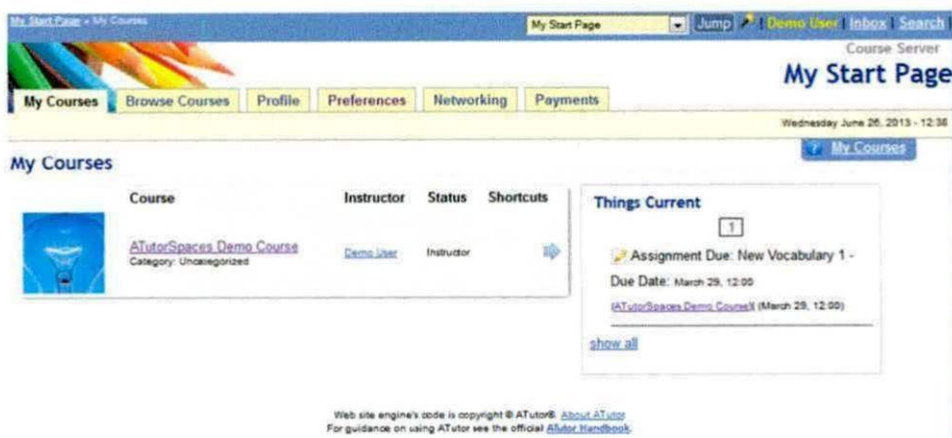 My Start Page » My Courses
My Start Page Jump | Demo User | Inbox | Search |
Course Server
My Start Page
My Courses Browse Courses Profile Preferences Networking Payments
Wednesday June 26, 2013 - 12:38
? My Courses
My Courses
Course Instructor Status Shortcuts
ATutorSpaces Demo Course Demo User Instructor
Category: Uncategorized
Things Current
1
Assignment Due: New Vocabulary 1 -
Due Date: March 29, 12:00
(ATutorSpaces Demo Course)( (March 29, 12:00)
show all
Web site engine's code is copyright © ATutor®. About ATutor
For guidance on using ATutor see the official ATutor Handbook.